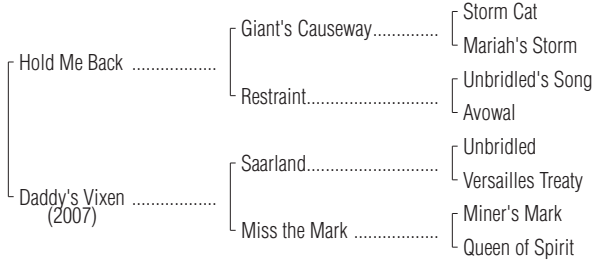 Storm Cat
Giant's Causeway..............
Mariah's Storm
Hold Me Back ..................
Unbridled's Song
Restraint............................
Avowal
Unbridled
Saarland............................
Versailles Treaty
Daddy's Vixen ..................
(2007)
Miner's Mark
Miss the Mark ..................
Queen of Spirit